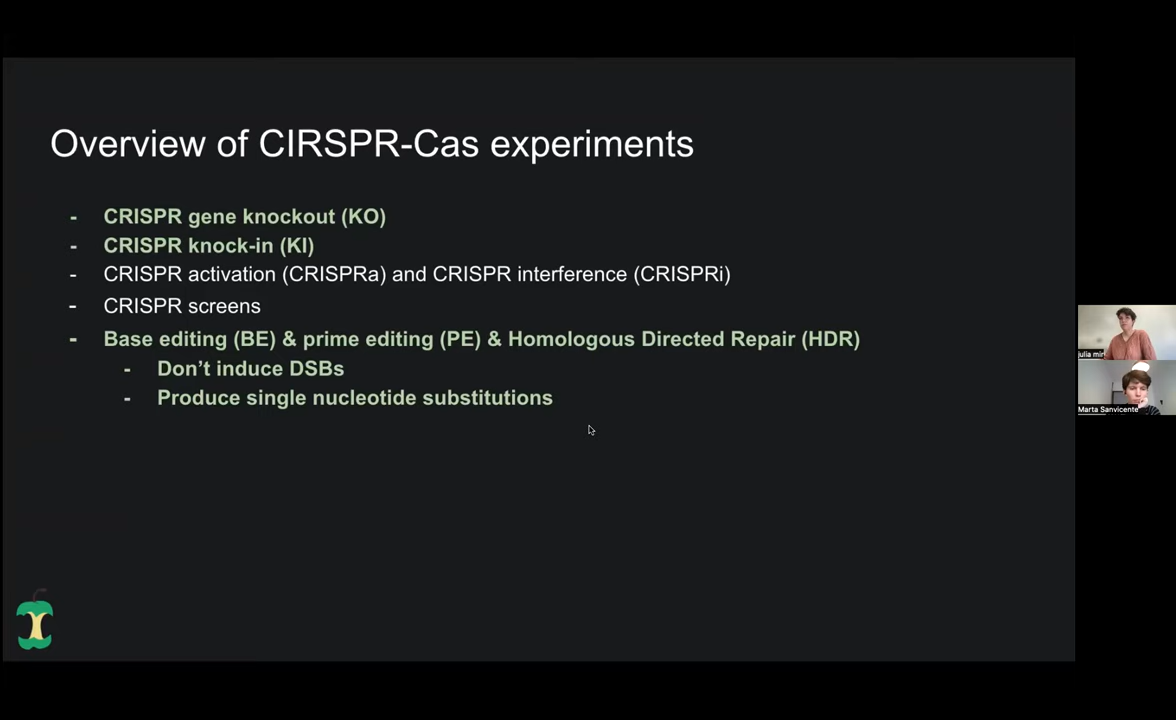 Overview of CIRSPR-Cas experiments
- CRISPR gene knockout (KO)
- CRISPR knock-in (KI)
- CRISPR activation (CRISPRa) and CRISPR interference (CRISPRi)
- CRISPR screens
- Base editing (BE) & prime editing (PE) & Homologous Directed Repair (HDR)
- Don’t induce DSBs
- Produce single nucleotide substitutions
julia mir
Marta Sanvicente